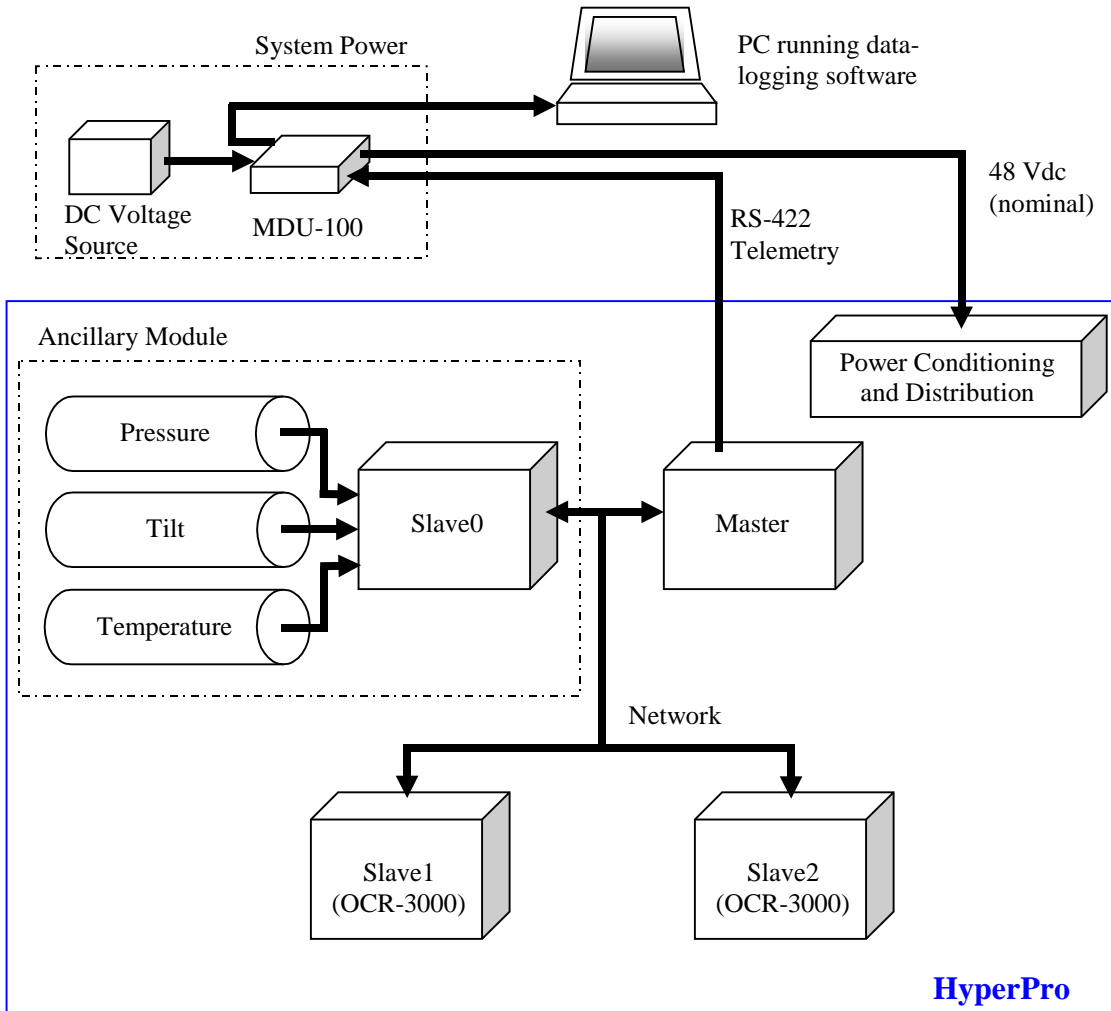 System Power
PC running data-
logging software
DC Voltage
Source
MDU-100
48 Vdc
(nominal)
RS-422
Telemetry
Ancillary Module
Power Conditioning
and Distribution
Pressure
Tilt
Temperature
Slave0
Master
Network
Slave1
(OCR-3000)
Slave2
(OCR-3000)
HyperPro